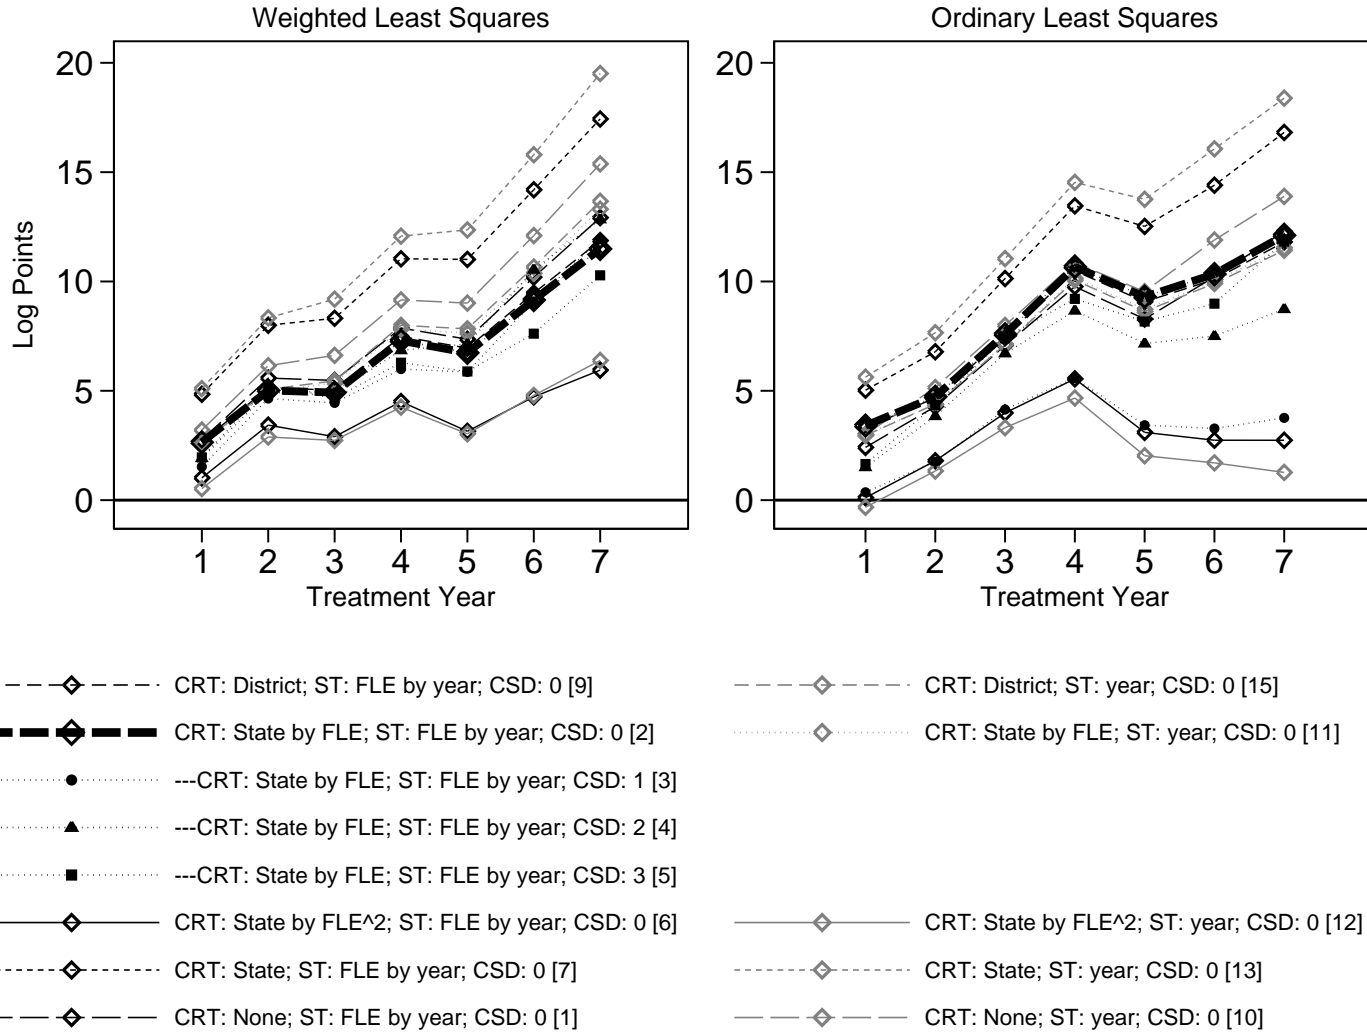 Weighted Least Squares
Ordinary Least Squares
Log Points
20
15
10
5
0
1 2 3 4 5 6 7
Treatment Year
20
15
10
5
0
1 2 3 4 5 6 7
Treatment Year
CRT: District; ST: FLE by year; CSD: 0 [9]
CRT: State by FLE; ST: FLE by year; CSD: 0 [2]
---CRT: State by FLE; ST: FLE by year; CSD: 1 [3]
---CRT: State by FLE; ST: FLE by year; CSD: 2 [4]
---CRT: State by FLE; ST: FLE by year; CSD: 3 [5]
CRT: State by FLE^2; ST: FLE by year; CSD: 0 [6]
CRT: State; ST: FLE by year; CSD: 0 [7]
CRT: None; ST: FLE by year; CSD: 0 [1]
CRT: District; ST: year; CSD: 0 [15]
CRT: State by FLE; ST: year; CSD: 0 [11]
CRT: State by FLE^2; ST: year; CSD: 0 [12]
CRT: State; ST: year; CSD: 0 [13]
CRT: None; ST: year; CSD: 0 [10]